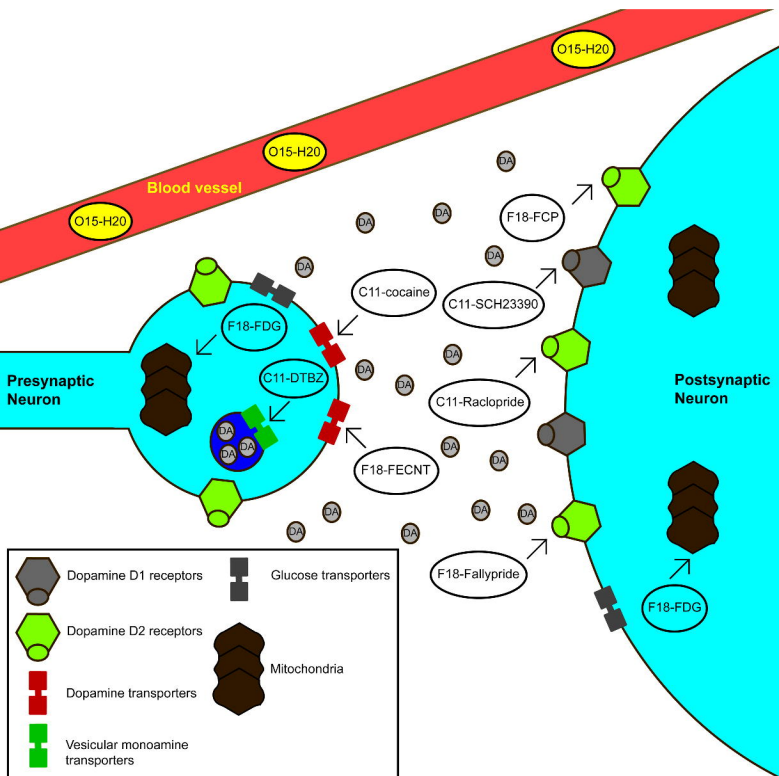 O15-H20
O15-H20
O15-H20
Blood vessel
DA
F18-FCP
DA
DA
DA
DA
C11-cocaine
C11-SCH23390
F18-FDG
DA
C11-DTBZ
DA
DA
Presynaptic
Neuron
C11-Raclopride
Postsynaptic
Neuron
DA
DA
DA
DA
DA
F18-FECNT
DA
DA
DA
DA
DA
DA
F18-Fallypride
F18-FDG
Dopamine D1 receptors
Glucose transporters
Dopamine D2 receptors
Mitochondria
Dopamine transporters
Vesicular monoamine
transporters